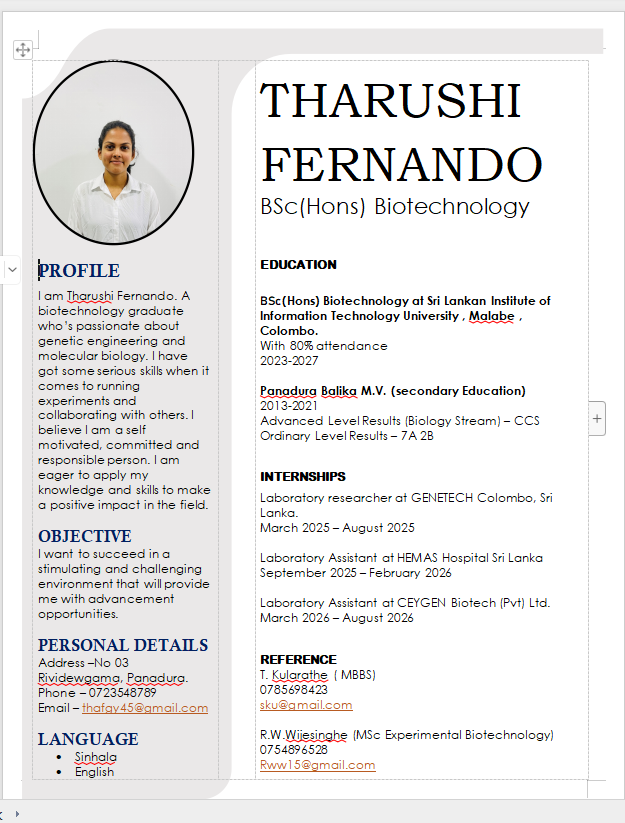 THARUSHI
FERNANDO
BSc(Hons) Biotechnology
PROFILE
I am Tharushi Fernando. A
biotechnology graduate
who’s passionate about
genetic engineering and
molecular biology. I have
got some serious skills when it
comes to running
experiments and
collaborating with others. I
believe I am a self
motivated, committed and
responsible person. I am
eager to apply my
knowledge and skills to make
a positive impact in the field.
OBJECTIVE
I want to succeed in a
stimulating and challenging
environment that will provide
me with advancement
opportunities.
PERSONAL DETAILS
Address –No 03
Rividewgama, Panadura.
Phone – 0723548789
Email – thafgy45@gmail.com
LANGUAGE
• Sinhala
• English
EDUCATION
BSc(Hons) Biotechnology at Sri Lankan Institute of
Information Technology University , Malabe ,
Colombo.
With 80% attendance
2023-2027
Panadura Balika M.V. (secondary Education)
2013-2021
Advanced Level Results (Biology Stream) – CCS
Ordinary Level Results – 7A 2B
INTERNSHIPS
Laboratory researcher at GENETECH Colombo, Sri
Lanka.
March 2025 – August 2025
Laboratory Assistant at HEMAS Hospital Sri Lanka
September 2025 – February 2026
Laboratory Assistant at CEYGEN Biotech (Pvt) Ltd.
March 2026 – August 2026
REFERENCE
T. Kularathe ( MBBS)
0785698423
sku@gmail.com
R.W.Wijesinghe (MSc Experimental Biotechnology)
0754896528
Rww15@gmail.com